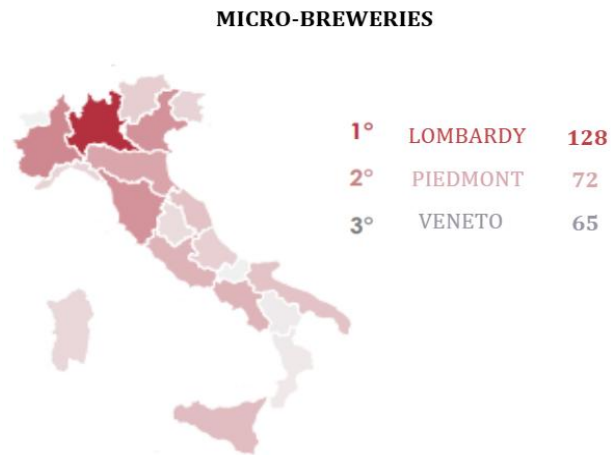 MICRO-BREWERIES
1° LOMBARDY 128
2° PIEDMONT 72
3° VENETO 65